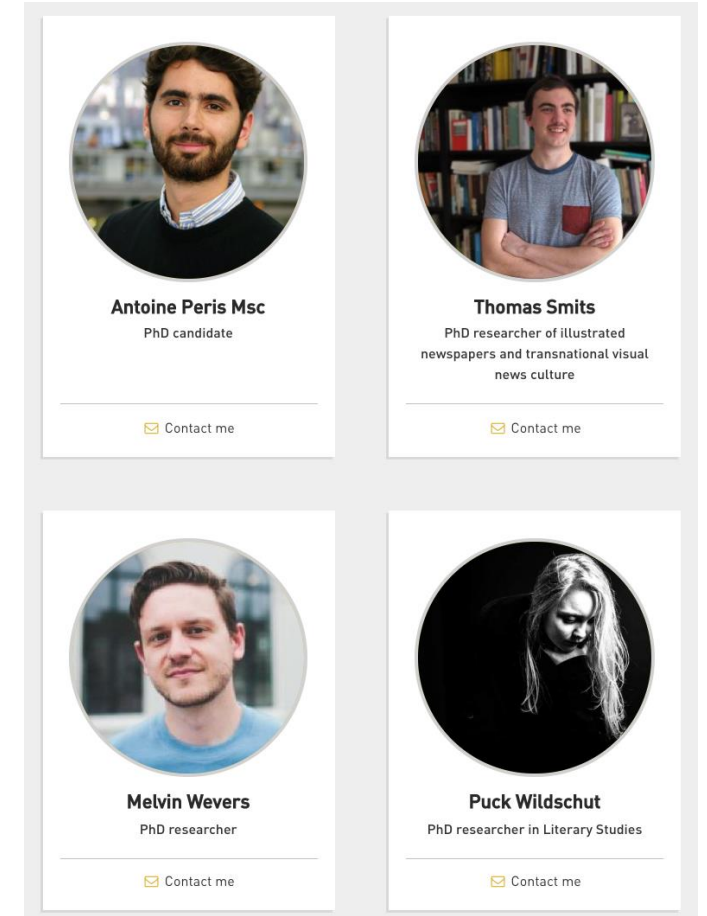 Antoine Peris Msc
PhD candidate
Contact me
Thomas Smits
PhD researcher of illustrated
newspapers and transnational visual
news culture
Contact me
Melvin Wevers
PhD researcher
Contact me
Puck Wildschut
PhD researcher in Literary Studies
Contact me